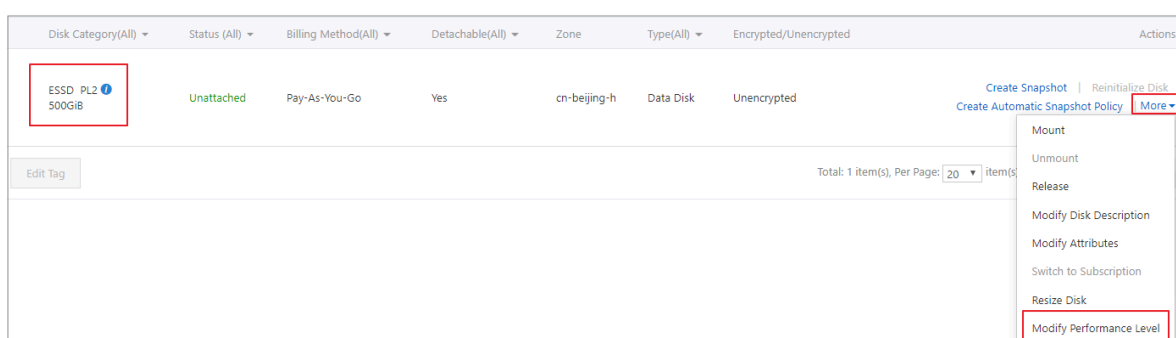 Disk Category(All) Status (All) Billing Method(All) Detachable(All) Zone Type(All) Encrypted/Unencrypted Actions
ESSD PL2
500GiB
Unattached Pay-As-You-Go Yes cn-beijing-h Data Disk Unencrypted
Create Snapshot | Reinitialize Disk
Create Automatic Snapshot Policy | More
Mount
Unmount
Release
Modify Disk Description
Modify Attributes
Switch to Subscription
Resize Disk
Modify Performance Level
Edit Tag
Total: 1 item(s), Per Page: 20 item(s)